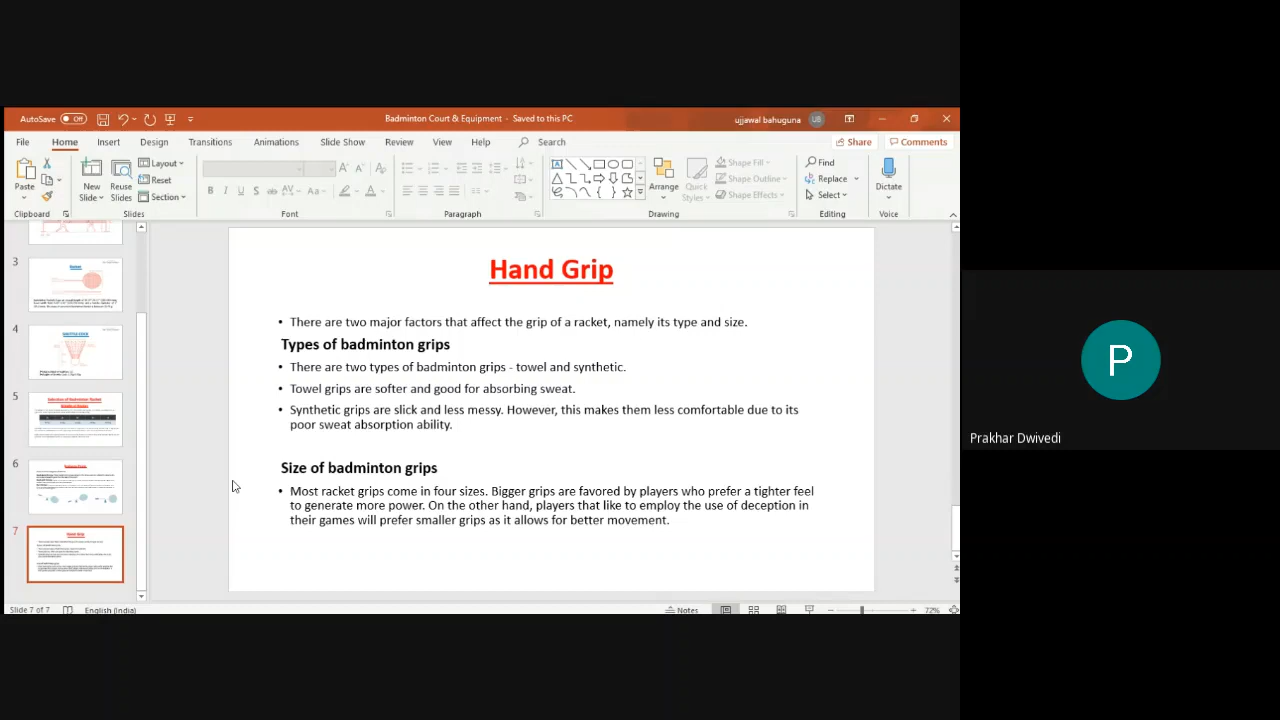 AutoSave Off
Badminton Court & Equipment - Saved to this PC
ujjawal bahuguna UB
File Home Insert Design Transitions Animations Slide Show Review View Help Search
Share Comments
Paste
New Slide
Reuse Slides
Layout
Reset
Section
B I U S ab AV Aa A
Arrange
Quick Styles
Shape Fill
Shape Outline
Shape Effects
Find
Replace
Select
Dictate
Clipboard Slides Font Paragraph Drawing Editing Voice
3
4
5
6
7
Hand Grip
• There are two major factors that affect the grip of a racket, namely its type and size.
Types of badminton grips
• There are two types of badminton grips - towel and synthetic.
• Towel grips are softer and good for absorbing sweat.
• Synthetic grips are slick and less messy. However, this makes them less comfortable due to its
poor sweat absorption ability.
Size of badminton grips
• Most racket grips come in four sizes. Bigger grips are favored by players who prefer a tighter feel
to generate more power. On the other hand, players that like to employ the use of deception in
their games will prefer smaller grips as it allows for better movement.
Slide 7 of 7 English (India) Notes 72%
P
Prakhar Dwivedi